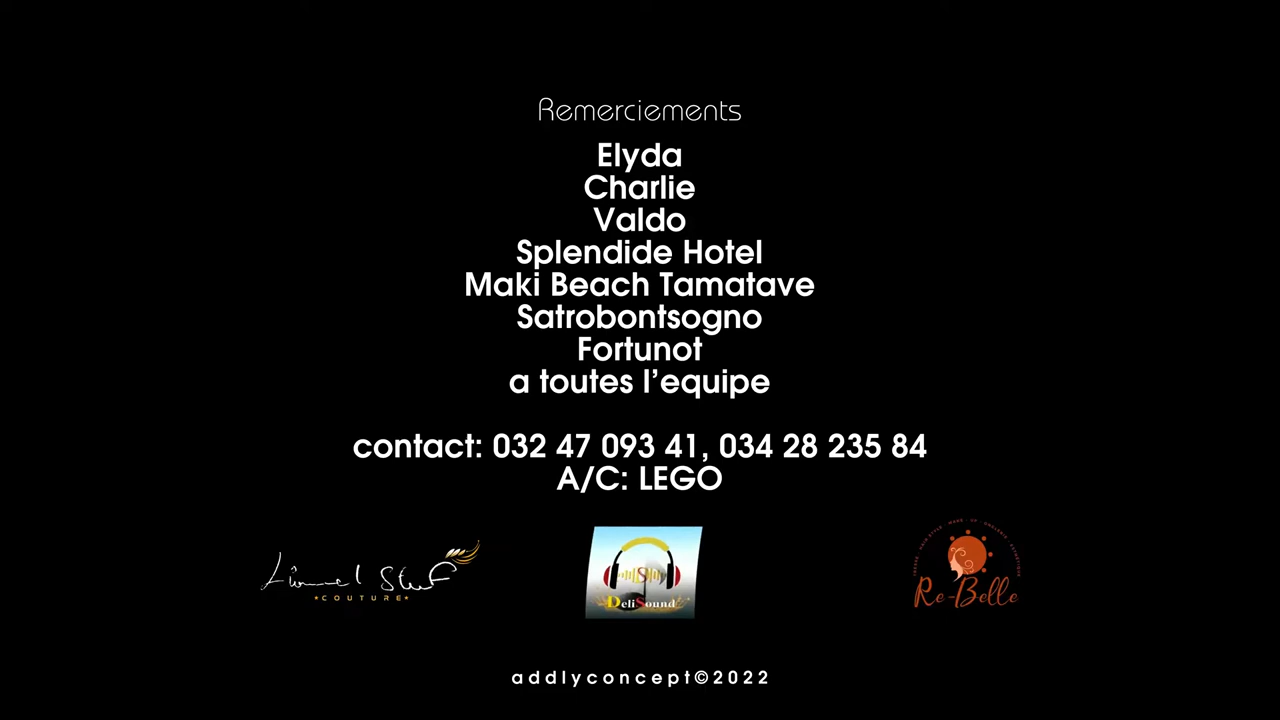 Remerciements
Elyda
Charlie
Valdo
Splendide Hotel
Maki Beach Tamatave
Satrobontsogno
Fortunot
a toutes l’equipe
contact: 032 47 093 41, 034 28 235 84
A/C: LEGO
COUTURE
DeliSound
Re-Belle
addlyconcept©2022